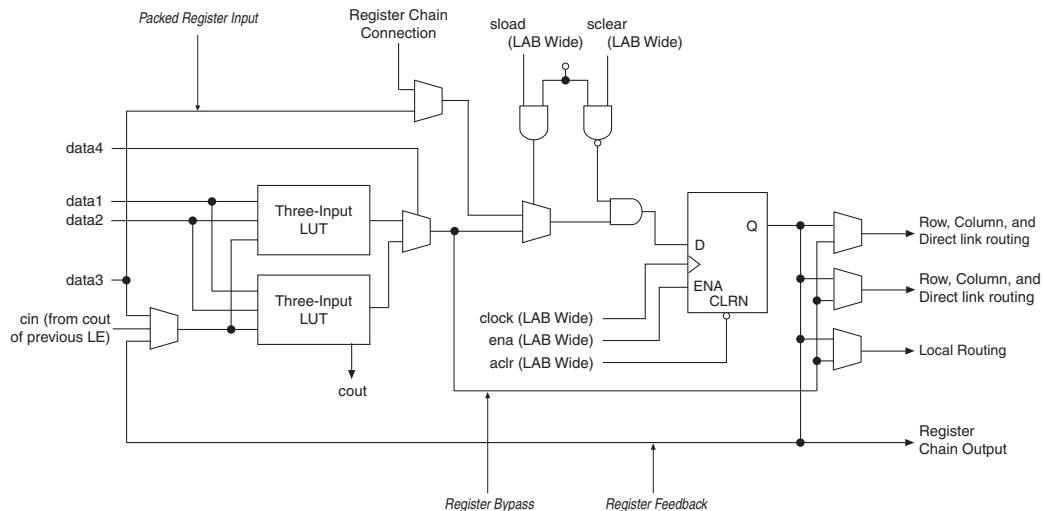 Packed Register Input
Register Chain
Connection
sload
(LAB Wide)
sclear
(LAB Wide)
data4
data1
data2
Three-Input
LUT
data3
Three-Input
LUT
cin (from cout
of previous LE)
cout
Q
D
ENA
CLRN
clock (LAB Wide)
ena (LAB Wide)
aclr (LAB Wide)
Row, Column, and
Direct link routing
Row, Column, and
Direct link routing
Local Routing
Register
Chain Output
Register Bypass
Register Feedback